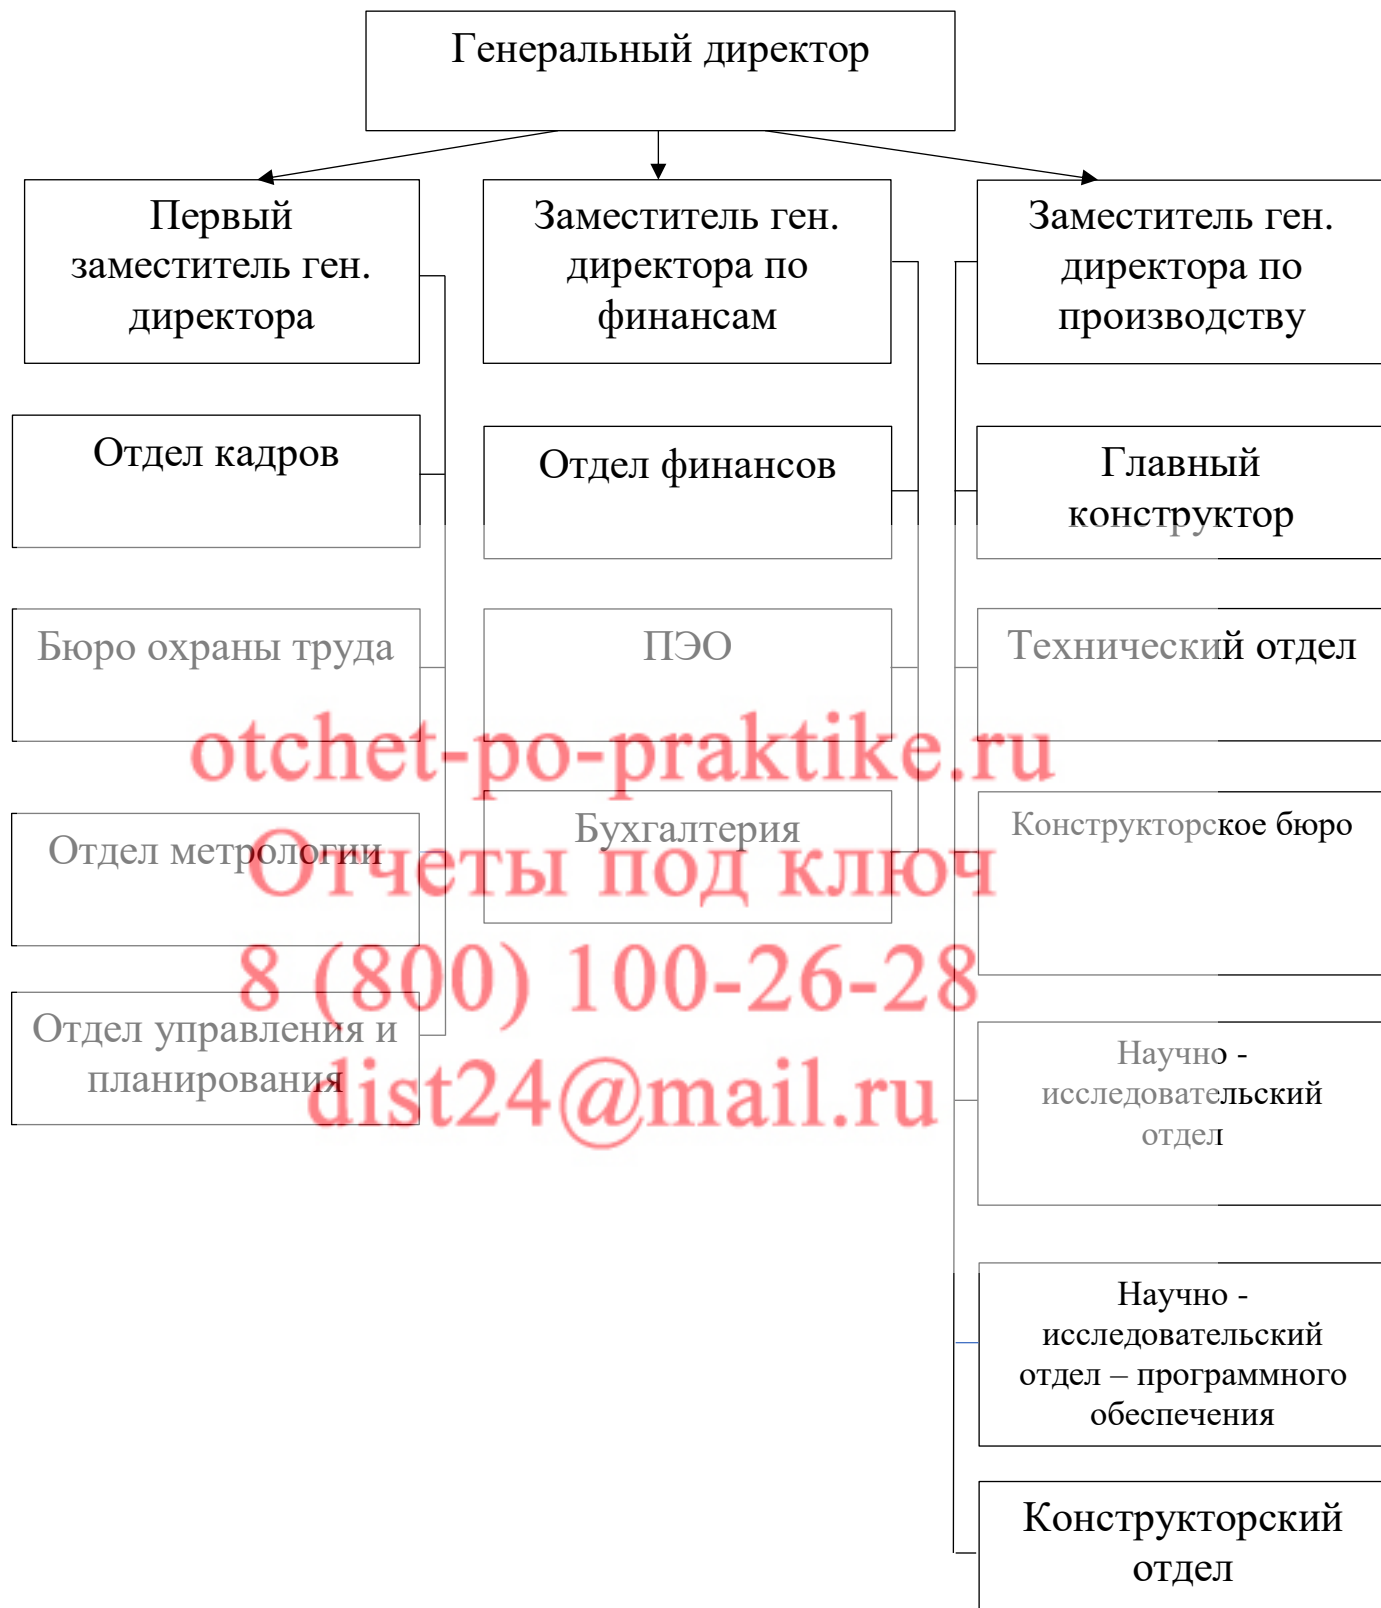 Генеральный директор
Первый
заместитель ген.
директора
Заместитель ген.
директора по
финансам
Заместитель ген.
директора по
производству
Отдел кадров
Отдел финансов
Главный
конструктор
Бюро охраны труда
ПЭО
Технический отдел
otchet-po-praktike.ru
Отдел метрологии
Бухгалтерия
Конструкторское бюро
Отчеты под ключ
8 (800) 100-26-28
Отдел управления и
планирования
Научно -
исследовательский
отдел
dist24@mail.ru
Научно -
исследовательский
отдел – программного
обеспечения
Конструкторский
отдел